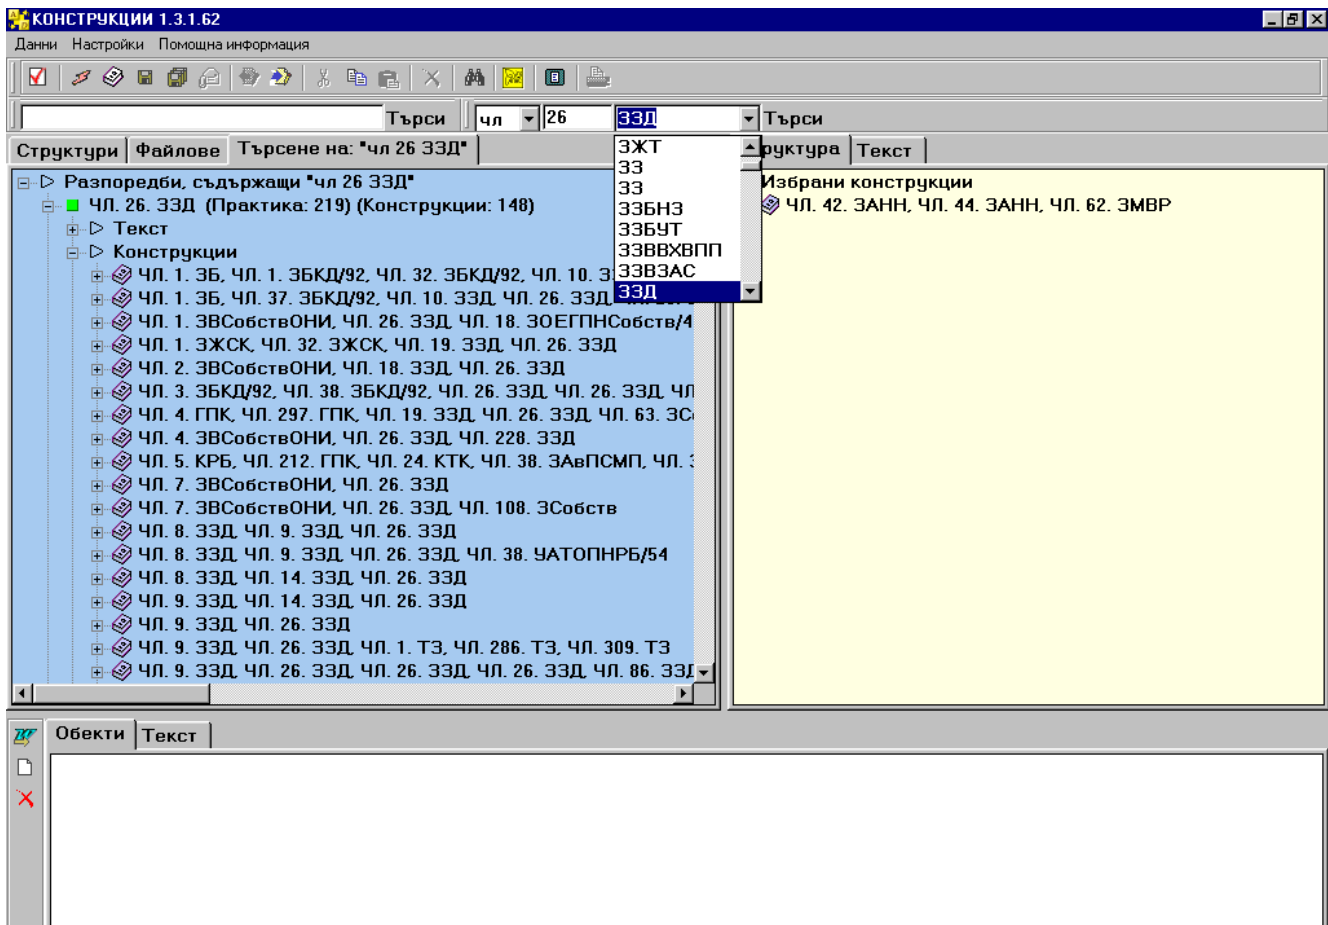 КОНСТРУКЦИИ 1.3.1.62
Данни Настройки Помощна информация
Търси чл 26 ЗЗД Търси
Структури Файлове Търсене на: "чл 26 ЗЗД"
руктура Текст
ЗЖТ
ЗЗ
ЗЗ
ЗЗБНЗ
ЗЗБУТ
ЗЗВВХВПП
ЗЗВЗАС
ЗЗД
Разпоредби, съдържащи "чл 26 ЗЗД"
ЧЛ. 26. ЗЗД (Практика: 219) (Конструкции: 148)
Текст
Конструкции
ЧЛ. 1. ЗБ, ЧЛ. 1. ЗБКД/92, ЧЛ. 32. ЗБКД/92, ЧЛ. 10. З
ЧЛ. 1. ЗБ, ЧЛ. 37. ЗБКД/92, ЧЛ. 10. ЗЗД, ЧЛ. 26. ЗЗД,
ЧЛ. 1. ЗВСобствОНИ, ЧЛ. 26. ЗЗД, ЧЛ. 18. ЗОЕГПНСобств/4
ЧЛ. 1. ЗЖСК, ЧЛ. 32. ЗЖСК, ЧЛ. 19. ЗЗД, ЧЛ. 26. ЗЗД
ЧЛ. 2. ЗВСобствОНИ, ЧЛ. 18. ЗЗД, ЧЛ. 26. ЗЗД
ЧЛ. 3. ЗБКД/92, ЧЛ. 38. ЗБКД/92, ЧЛ. 26. ЗЗД, ЧЛ. 26. ЗЗД, ЧЛ
ЧЛ. 4. ГПК, ЧЛ. 297. ГПК, ЧЛ. 19. ЗЗД, ЧЛ. 26. ЗЗД, ЧЛ. 63. ЗС
ЧЛ. 4. ЗВСобствОНИ, ЧЛ. 26. ЗЗД, ЧЛ. 228. ЗЗД
ЧЛ. 5. КРБ, ЧЛ. 212. ГПК, ЧЛ. 24. КТК, ЧЛ. 38. ЗАвПСМП, ЧЛ.
ЧЛ. 7. ЗВСобствОНИ, ЧЛ. 26. ЗЗД
ЧЛ. 7. ЗВСобствОНИ, ЧЛ. 26. ЗЗД, ЧЛ. 108. ЗСобств
ЧЛ. 8. ЗЗД, ЧЛ. 9. ЗЗД, ЧЛ. 26. ЗЗД
ЧЛ. 8. ЗЗД, ЧЛ. 9. ЗЗД, ЧЛ. 26. ЗЗД, ЧЛ. 38. УАТОПНРБ/54
ЧЛ. 8. ЗЗД, ЧЛ. 14. ЗЗД, ЧЛ. 26. ЗЗД
ЧЛ. 9. ЗЗД, ЧЛ. 14. ЗЗД, ЧЛ. 26. ЗЗД
ЧЛ. 9. ЗЗД, ЧЛ. 26. ЗЗД
ЧЛ. 9. ЗЗД, ЧЛ. 26. ЗЗД, ЧЛ. 1. ТЗ, ЧЛ. 286. ТЗ, ЧЛ. 309. ТЗ
ЧЛ. 9. ЗЗД, ЧЛ. 26. ЗЗД, ЧЛ. 26. ЗЗД, ЧЛ. 26. ЗЗД, ЧЛ. 86. ЗЗД
Избрани конструкции
ЧЛ. 42. ЗАНН, ЧЛ. 44. ЗАНН, ЧЛ. 62. ЗМВР
Обекти Текст